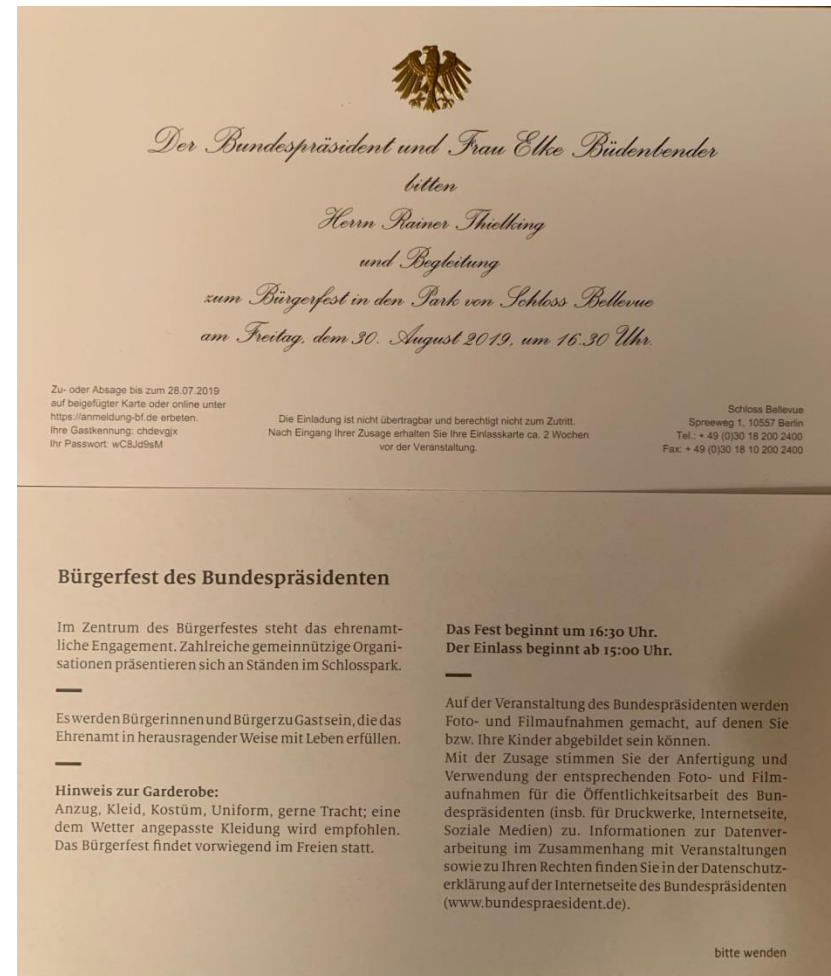 Der Bundespräsident und Frau Elke Büdenbender
bitten
Herrn Rainer Thielking
und Begleitung
zum Bürgerfest in den Park von Schloss Bellevue
am Freitag, dem 30. August 2019, um 16.30 Uhr.
Zu- oder Absage bis zum 28.07.2019
auf beigefügter Karte oder online unter
https://anmeldung-bf.de erbeten.
Ihre Gastkennung: chdevgjx
Ihr Passwort: wC8Jd9sM
Die Einladung ist nicht übertragbar und berechtigt nicht zum Zutritt.
Nach Eingang Ihrer Zusage erhalten Sie Ihre Einlasskarte ca. 2 Wochen
vor der Veranstaltung.
Schloss Bellevue
Spreeweg 1, 10557 Berlin
Tel.: + 49 (0)30 18 200 2400
Fax: + 49 (0)30 18 10 200 2400
Bürgerfest des Bundespräsidenten
Im Zentrum des Bürgerfestes steht das ehrenamt-
liche Engagement. Zahlreiche gemeinnützige Organi-
sationen präsentieren sich an Ständen im Schlosspark.
Es werden Bürgerinnen und Bürger zu Gast sein, die das
Ehrenamt in herausragender Weise mit Leben erfüllen.
Hinweis zur Garderobe:
Anzug, Kleid, Kostüm, Uniform, gerne Tracht; eine
dem Wetter angepasste Kleidung wird empfohlen.
Das Bürgerfest findet vorwiegend im Freien statt.
Das Fest beginnt um 16:30 Uhr.
Der Einlass beginnt ab 15:00 Uhr.
Auf der Veranstaltung des Bundespräsidenten werden
Foto- und Filmaufnahmen gemacht, auf denen Sie
bzw. Ihre Kinder abgebildet sein können.
Mit der Zusage stimmen Sie der Anfertigung und
Verwendung der entsprechenden Foto- und Film-
aufnahmen für die Öffentlichkeitsarbeit des Bun-
despräsidenten (insb. für Druckwerke, Internetseite,
Soziale Medien) zu. Informationen zur Datenver-
arbeitung im Zusammenhang mit Veranstaltungen
sowie zu Ihren Rechten finden Sie in der Datenschutz-
erklärung auf der Internetseite des Bundespräsidenten
(www.bundespraesident.de).
bitte wenden